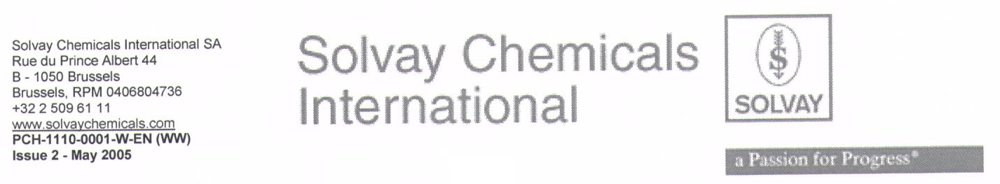 Solvay Chemicals International SA
Rue du Prince Albert 44
B - 1050 Brussels
Brussels, RPM 0406804736
+32 2 509 61 11
www.solvaychemicals.com
PCH-1110-0001-W-EN (WW)
Issue 2 - May 2005
Solvay Chemicals
International
S
SOLVAY
a Passion for Progress®